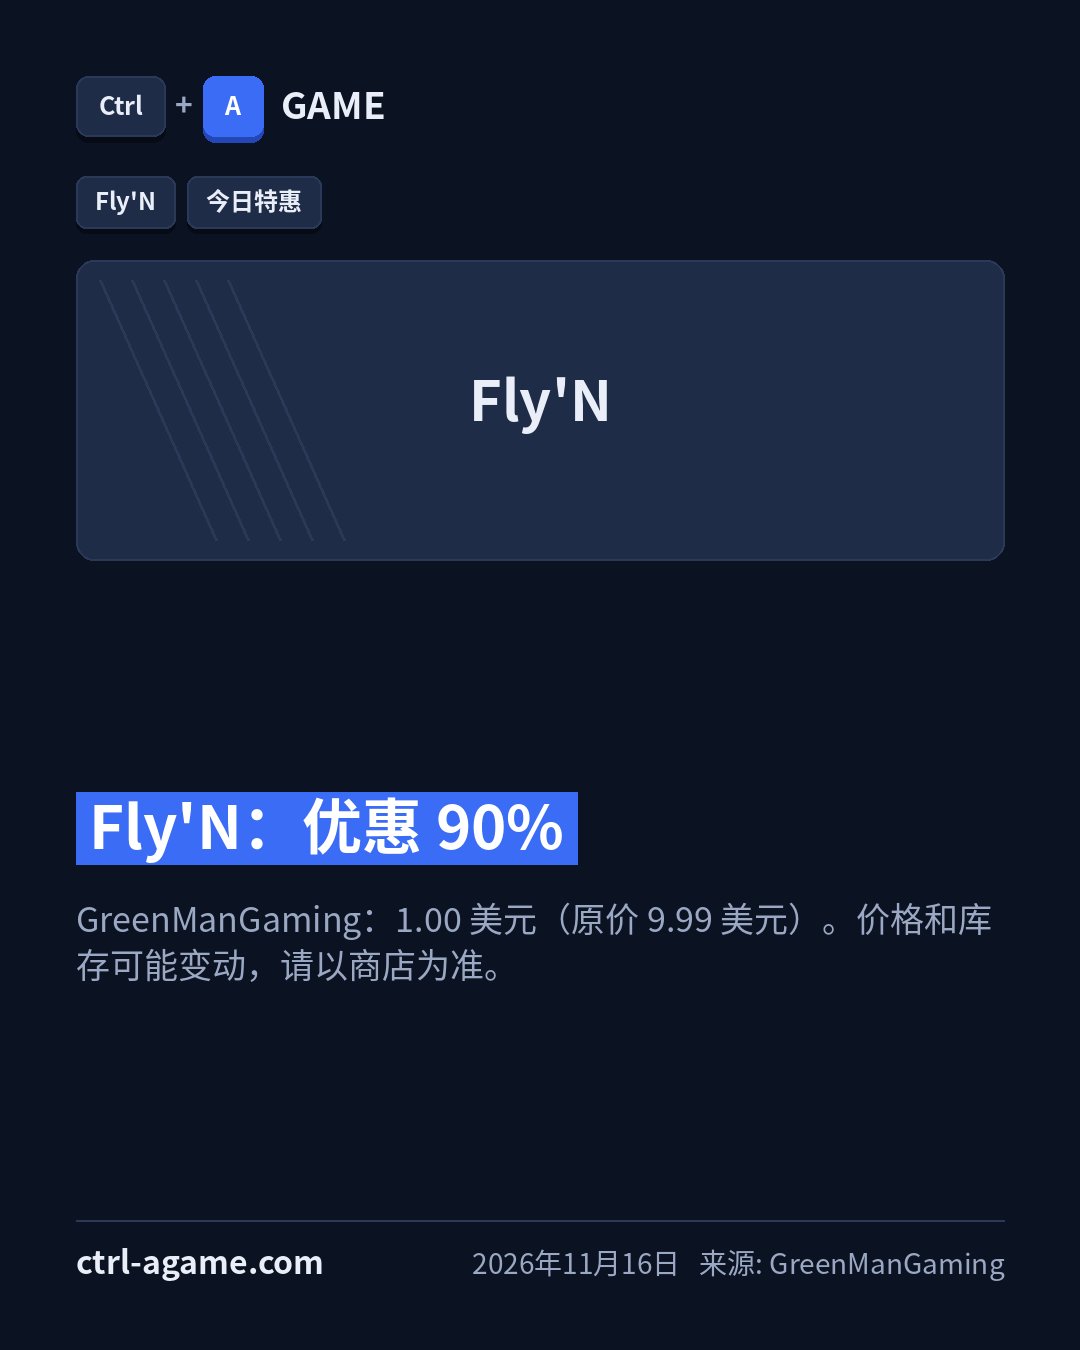 Ctrl + A GAME
Fly'N 今日特惠
Fly'N
Fly'N：优惠 90%
GreenManGaming：1.00 美元（原价 9.99 美元）。价格和库
存可能变动，请以商店为准。
ctrl-agame.com 2026年11月16日 来源: GreenManGaming